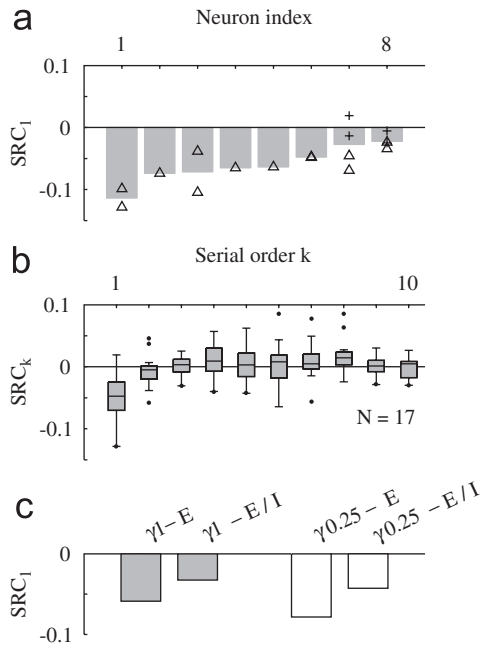 a
Neuron index
1 8
0.1
0
-0.1
SRC1
b
Serial order k
1 10
0.1
0
-0.1
SRCk
N = 17
c
γ1 – E γ1 – E / I γ0.25 – E γ0.25 – E / I
0
-0.1
SRC1